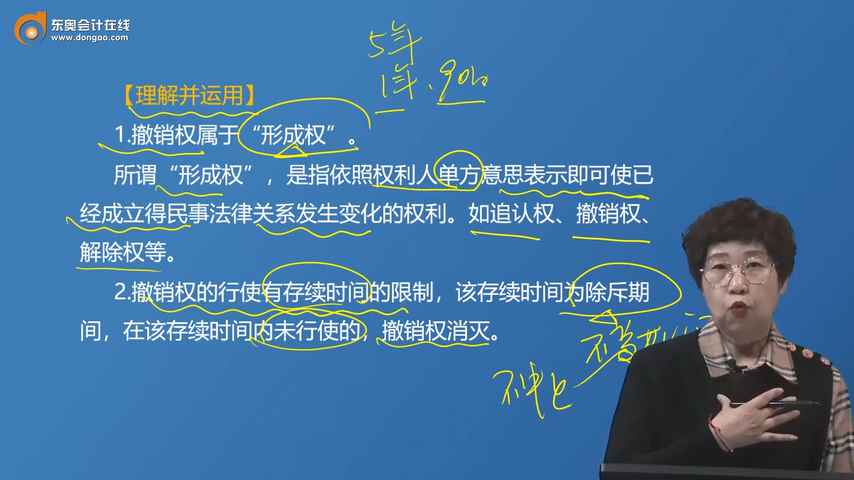 东奥会计在线
www.dongao.com
5年
1年、90日
【理解并运用】
1.撤销权属于“形成权”。
所谓“形成权”，是指依照权利人单方意思表示即可使已
经成立得民事法律关系发生变化的权利。如追认权、撤销权、
解除权等。
2.撤销权的行使有存续时间的限制，该存续时间为除斥期
间，在该存续时间内未行使的，撤销权消灭。
不中止